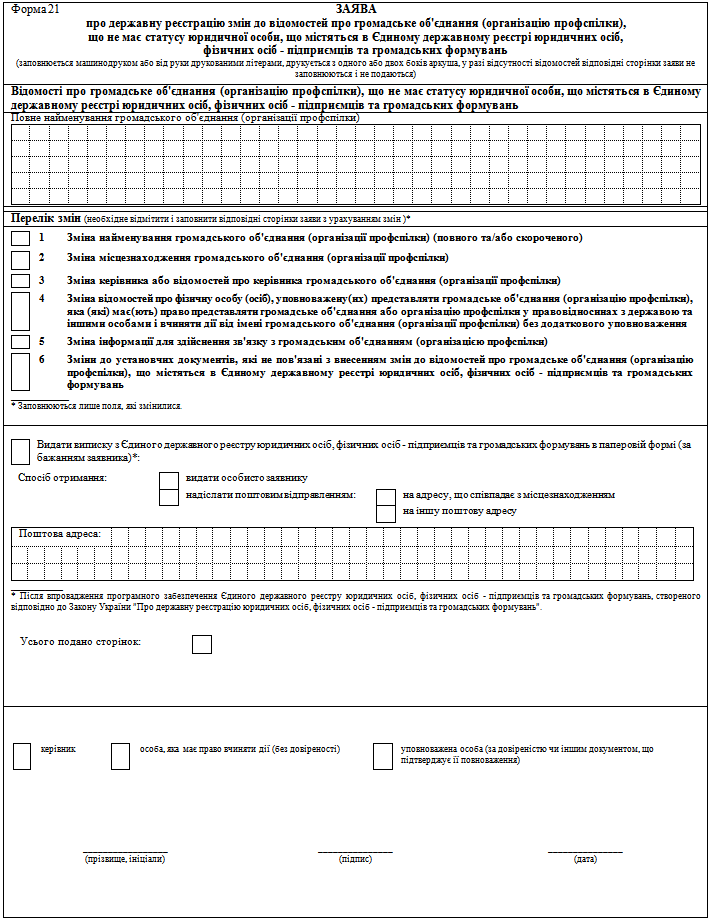 Форма 21
ЗАЯВА
про державну реєстрацію змін до відомостей про громадське об'єднання (організацію профспілки),
що не має статусу юридичної особи, що містяться в Єдиному державному реєстрі юридичних осіб,
фізичних осіб - підприємців та громадських формувань
(заповнюється машинодруком або від руки друкованими літерами, друкується з одного або двох боків аркуша, у разі відсутності відомостей відповідні сторінки заяви не
заповнюються і не подаються)
Відомості про громадське об'єднання (організацію профспілки), що не має статусу юридичної особи, що містяться в Єдиному
державному реєстрі юридичних осіб, фізичних осіб - підприємців та громадських формувань
Повне найменування громадського об'єднання (організації профспілки)
Перелік змін (необхідне відмітити і заповнити відповідні сторінки заяви з урахуванням змін )*
1 Зміна найменування громадського об'єднання (організації профспілки) (повного та/або скороченого)
2 Зміна місцезнаходження громадського об'єднання (організації профспілки)
3 Зміна керівника або відомостей про керівника громадського об'єднання (організації профспілки)
4 Зміна відомостей про фізичну особу (осіб), уповноважену(их) представляти громадське об'єднання (організацію профспілки),
яка (які) має(ють) право представляти громадське об'єднання або організацію профспілки у правовідносинах з державою та
іншими особами і вчиняти дії від імені громадського об'єднання (організації профспілки) без додаткового уповноваження
5 Зміна інформації для здійснення зв'язку з громадським об'єднанням (організацією профспілки)
6 Зміни до установчих документів, які не пов'язані з внесенням змін до відомостей про громадське об'єднання (організацію
профспілки), що містяться в Єдиному державному реєстрі юридичних осіб, фізичних осіб - підприємців та громадських
формувань
* Заповнюються лише поля, які змінилися.
Видати виписку з Єдиного державного реєстру юридичних осіб, фізичних осіб - підприємців та громадських формувань в паперовій формі (за
бажанням заявника)*:
Спосіб отримання: видати особисто заявнику
надіслати поштовим відправленням: на адресу, що співпадає з місцезнаходженням
на іншу поштову адресу
Поштова адреса:
* Після впровадження програмного забезпечення Єдиного державного реєстру юридичних осіб, фізичних осіб - підприємців та громадських формувань, створеного
відповідно до Закону України "Про державну реєстрацію юридичних осіб, фізичних осіб - підприємців та громадських формувань".
Усього подано сторінок:
керівник особа, яка має право вчиняти дії (без довіреності) уповноважена особа (за довіреністю чи іншим документом, що
підтверджує її повноваження)
(прізвище, ініціали) (підпис) (дата)